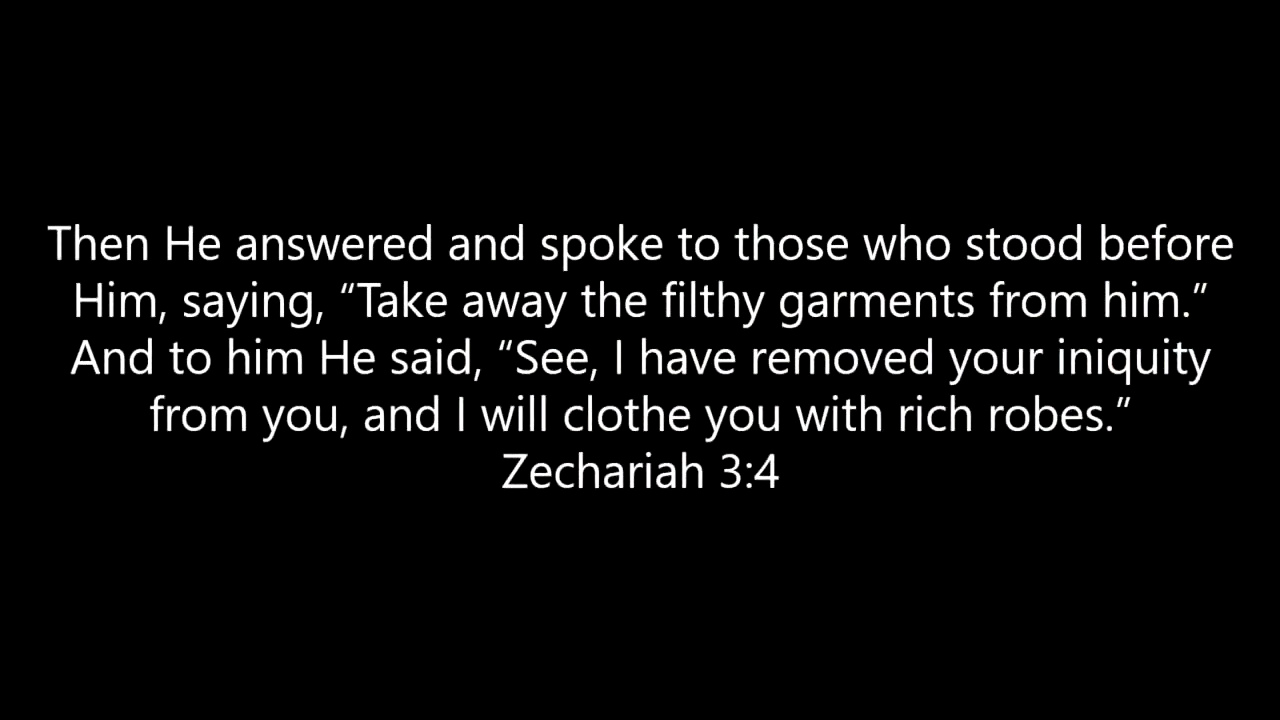 Then He answered and spoke to those who stood before
Him, saying, “Take away the filthy garments from him.”
And to him He said, “See, I have removed your iniquity
from you, and I will clothe you with rich robes.”
Zechariah 3:4